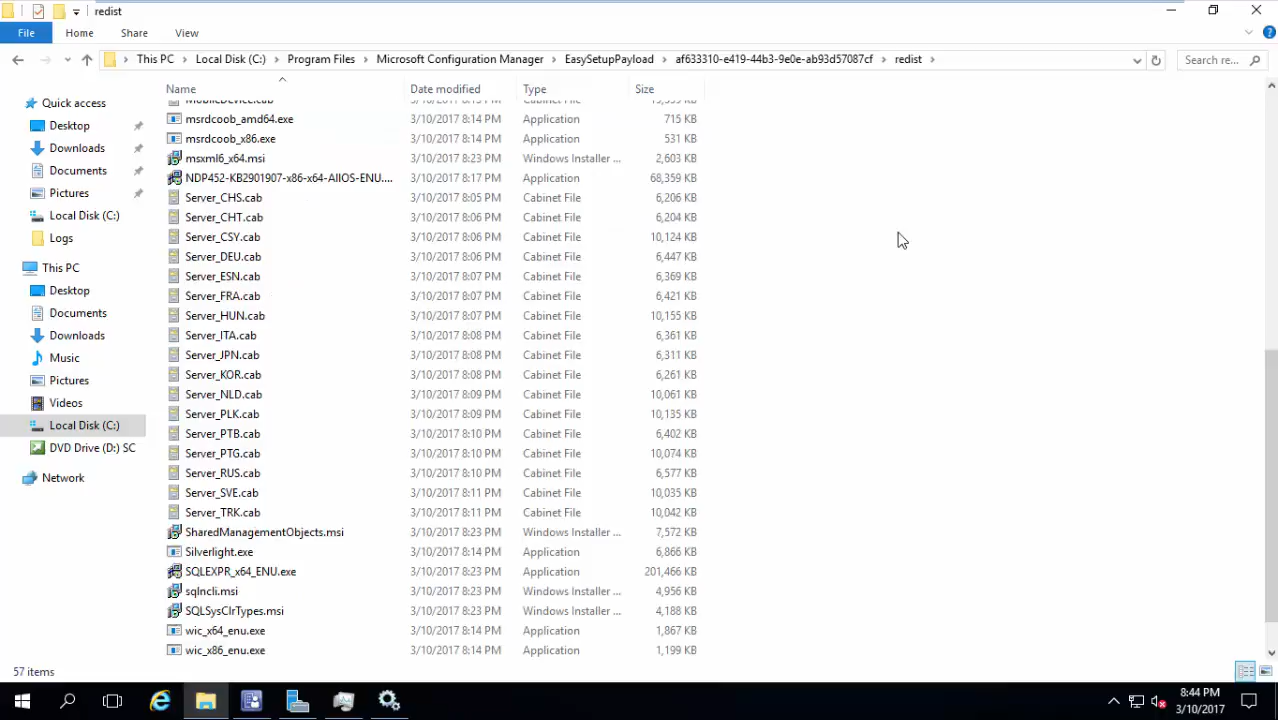 redist
File Home Share View
This PC Local Disk (C:) Program Files Microsoft Configuration Manager EasySetupPayload af633310-e419-44b3-9e0e-ab93d57087cf redist Search re...
Name Date modified Type Size
Quick access
Desktop
Downloads
Documents
Pictures
Local Disk (C:)
Logs
This PC
Desktop
Documents
Downloads
Music
Pictures
Videos
Local Disk (C:)
DVD Drive (D:) SC
Network
MobileDevice.cab 3/10/2017 8:13 PM Cabinet File
msrdcoob_amd64.exe 3/10/2017 8:14 PM Application 715 KB
msrdcoob_x86.exe 3/10/2017 8:14 PM Application 531 KB
msxml6_x64.msi 3/10/2017 8:23 PM Windows Installer ... 2,603 KB
NDP452-KB2901907-x86-x64-AllOS-ENU.... 3/10/2017 8:17 PM Application 68,359 KB
Server_CHS.cab 3/10/2017 8:05 PM Cabinet File 6,206 KB
Server_CHT.cab 3/10/2017 8:06 PM Cabinet File 6,204 KB
Server_CSY.cab 3/10/2017 8:06 PM Cabinet File 10,124 KB
Server_DEU.cab 3/10/2017 8:06 PM Cabinet File 6,447 KB
Server_ESN.cab 3/10/2017 8:07 PM Cabinet File 6,369 KB
Server_FRA.cab 3/10/2017 8:07 PM Cabinet File 6,421 KB
Server_HUN.cab 3/10/2017 8:07 PM Cabinet File 10,155 KB
Server_ITA.cab 3/10/2017 8:08 PM Cabinet File 6,361 KB
Server_JPN.cab 3/10/2017 8:08 PM Cabinet File 6,311 KB
Server_KOR.cab 3/10/2017 8:08 PM Cabinet File 6,261 KB
Server_NLD.cab 3/10/2017 8:09 PM Cabinet File 10,061 KB
Server_PLK.cab 3/10/2017 8:09 PM Cabinet File 10,135 KB
Server_PTB.cab 3/10/2017 8:10 PM Cabinet File 6,402 KB
Server_PTG.cab 3/10/2017 8:10 PM Cabinet File 10,074 KB
Server_RUS.cab 3/10/2017 8:10 PM Cabinet File 6,577 KB
Server_SVE.cab 3/10/2017 8:11 PM Cabinet File 10,035 KB
Server_TRK.cab 3/10/2017 8:11 PM Cabinet File 10,042 KB
SharedManagementObjects.msi 3/10/2017 8:23 PM Windows Installer ... 7,572 KB
Silverlight.exe 3/10/2017 8:14 PM Application 6,866 KB
SQLEXPR_x64_ENU.exe 3/10/2017 8:23 PM Application 201,466 KB
sqlncli.msi 3/10/2017 8:23 PM Windows Installer ... 4,956 KB
SQLSysClrTypes.msi 3/10/2017 8:23 PM Windows Installer ... 4,188 KB
wic_x64_enu.exe 3/10/2017 8:14 PM Application 1,867 KB
wic_x86_enu.exe 3/10/2017 8:14 PM Application 1,199 KB
57 items
8:44 PM
3/10/2017